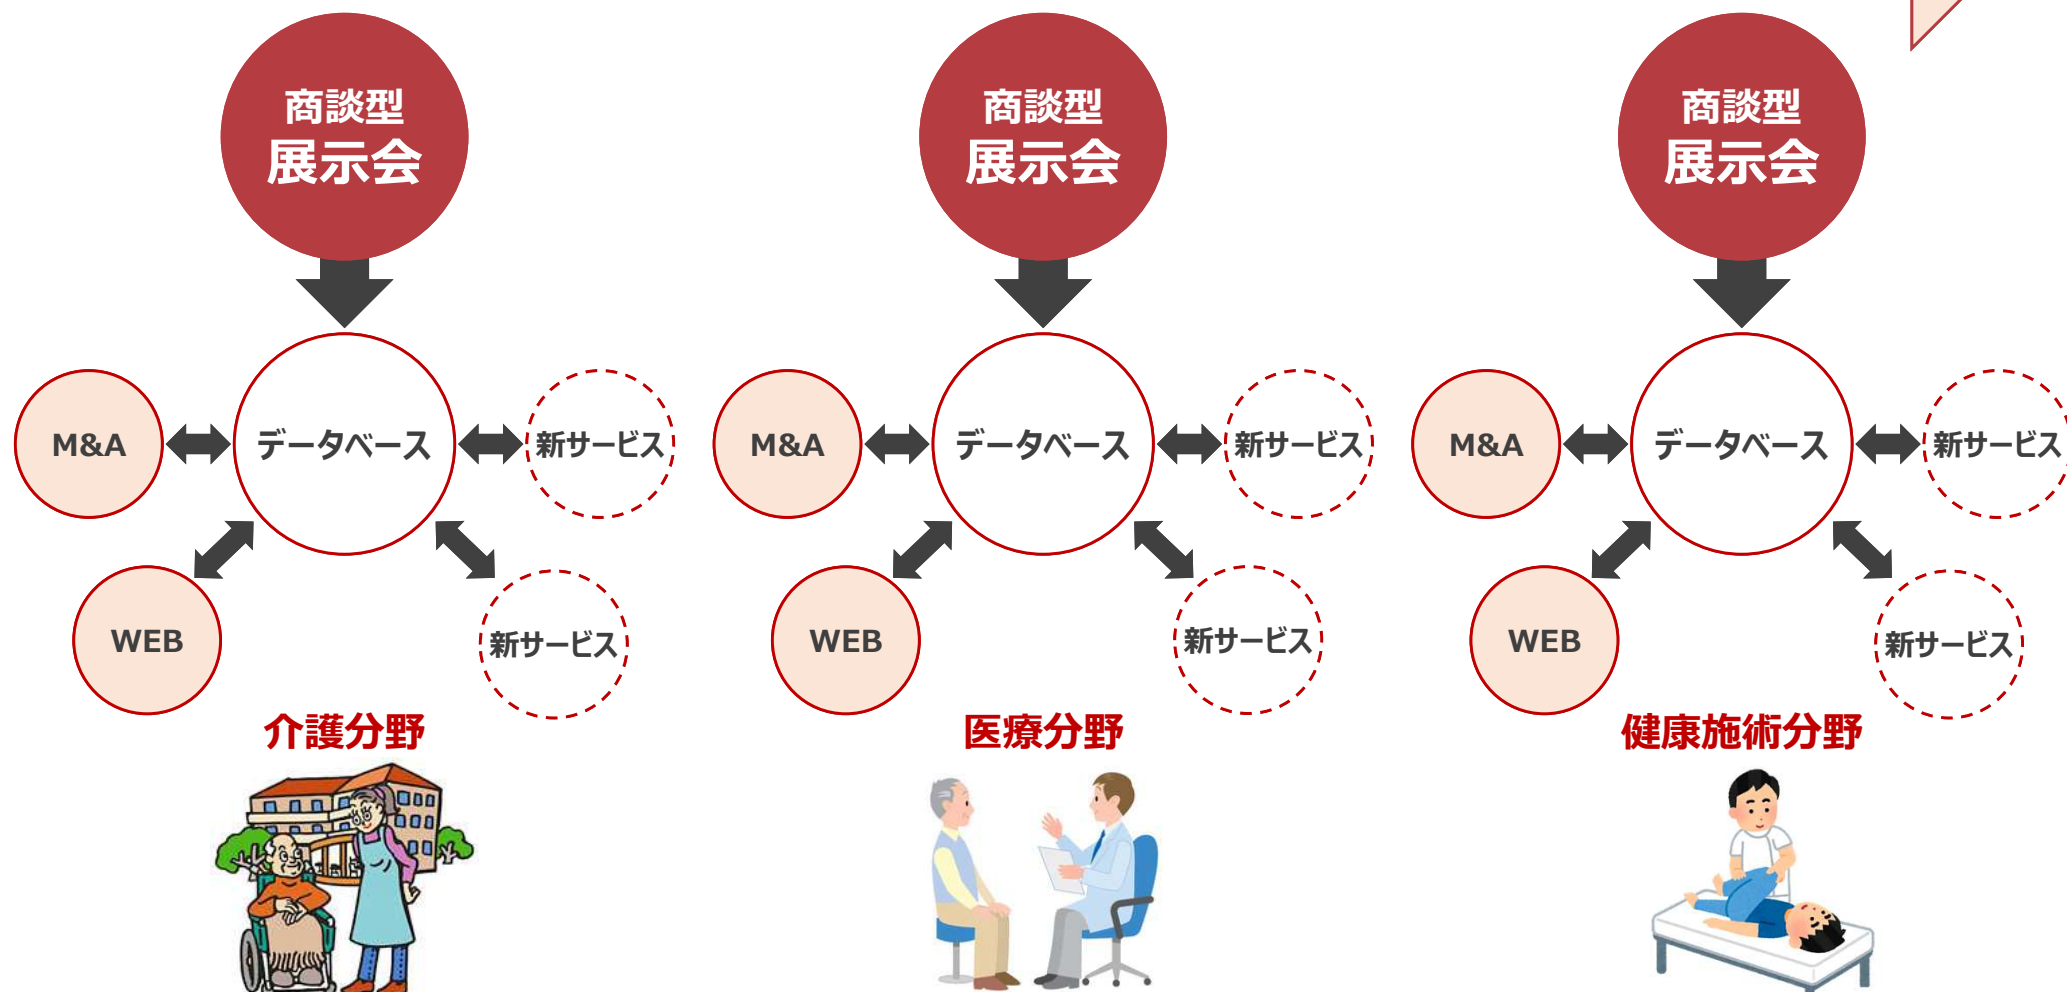 商談型
展示会
商談型
展示会
商談型
展示会
M&A
データベース
新サービス
M&A
データベース
新サービス
M&A
データベース
新サービス
WEB
新サービス
WEB
新サービス
WEB
新サービス
介護分野
医療分野
健康施術分野